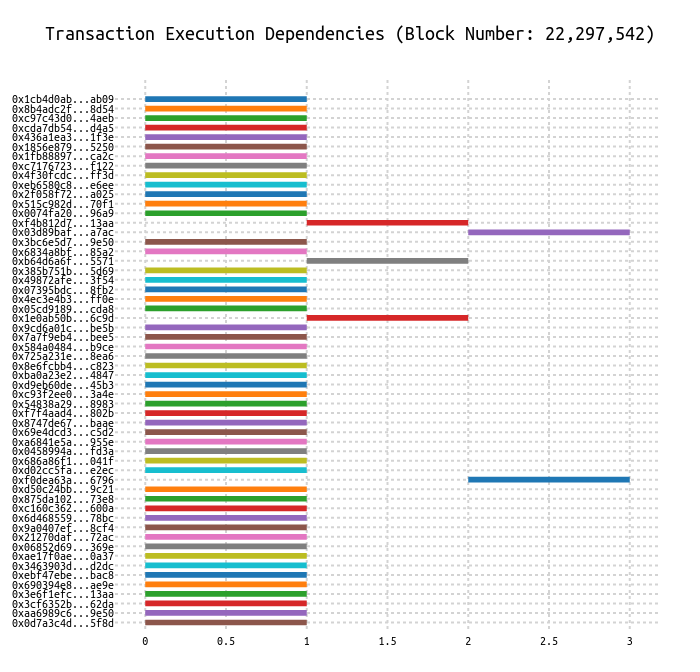 Transaction Execution Dependencies (Block Number: 22,297,542)
0x1cb4d0ab...ab09
0x8b4adc2f...8d54
0xc97c43d0...4aeb
0xcda7db54...d4a5
0x436a1ea3...1f3e
0x1856e879...5250
0x1fb88897...ca2c
0xc7176723...f122
0x4f30fcdc...ff3d
0xeb6580c8...e6ee
0x2f058f72...a025
0x515c982d...70f1
0x0074fa20...96a9
0xf4b812d7...13aa
0x03d89baf...a7ac
0x3bc6e5d7...9e50
0x6834a8bf...85a2
0xb64d6a6f...5571
0x385b751b...5d69
0x49872afe...3f54
0x07395bdc...8fb2
0x4ec3e4b3...ff0e
0x05cd9189...cda8
0x1e0ab50b...6c9d
0x9cd6a01c...be5b
0x7a7f9eb4...bee5
0x584a0484...b9ce
0x725a231e...8ea6
0x8e6fcbb4...c823
0xba0a23e2...4847
0xd9eb60de...45b3
0xc93f2ee0...3a4e
0x54838a29...8983
0xf7f4aad4...802b
0x8747de67...baae
0x69e4dcd3...c5d2
0xa6841e5a...955e
0x0458994a...fd3a
0x686a86f1...041f
0xd02cc5fa...e2ec
0xf0dea63a...6796
0xd50c24bb...9c21
0x875da102...73e8
0xc160c362...600a
0x6d468559...78bc
0x9a0407ef...8cf4
0x21270daf...72ac
0x06852d69...369e
0xae17f0ae...0a37
0x3463903d...d2dc
0xebf47ebe...bac8
0x690394e8...ae9e
0x3e6f1efc...13aa
0x3cf6352b...62da
0xaa6989c6...9e50
0x0d7a3c4d...5f8d
0 0.5 1 1.5 2 2.5 3